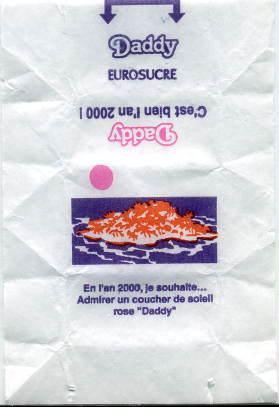 Daddy
EUROSUCRE
C'est bien l'an 2000 !
Daddy
En l'an 2000, je souhaite...
Admirer un coucher de soleil
rose "Daddy"